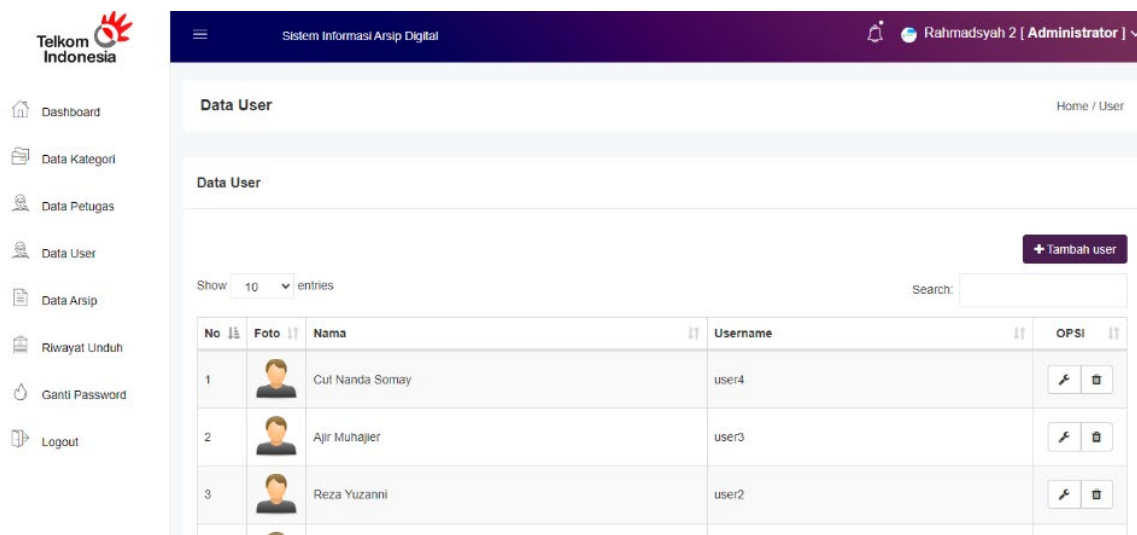 Telkom
Indonesia
Sistem Informasi Arsip Digital
Rahmadsyah 2 [ Administrator ]
Dashboard
Data Kategori
Data Petugas
Data User
Data Arsip
Riwayat Unduh
Ganti Password
Logout
Data User
Home / User
Data User
+ Tambah user
Show 10 entries
Search:
No Foto Nama Username OPSI
1 Cut Nanda Somay user4
2 Ajir Muhajier user3
3 Reza Yuzanni user2